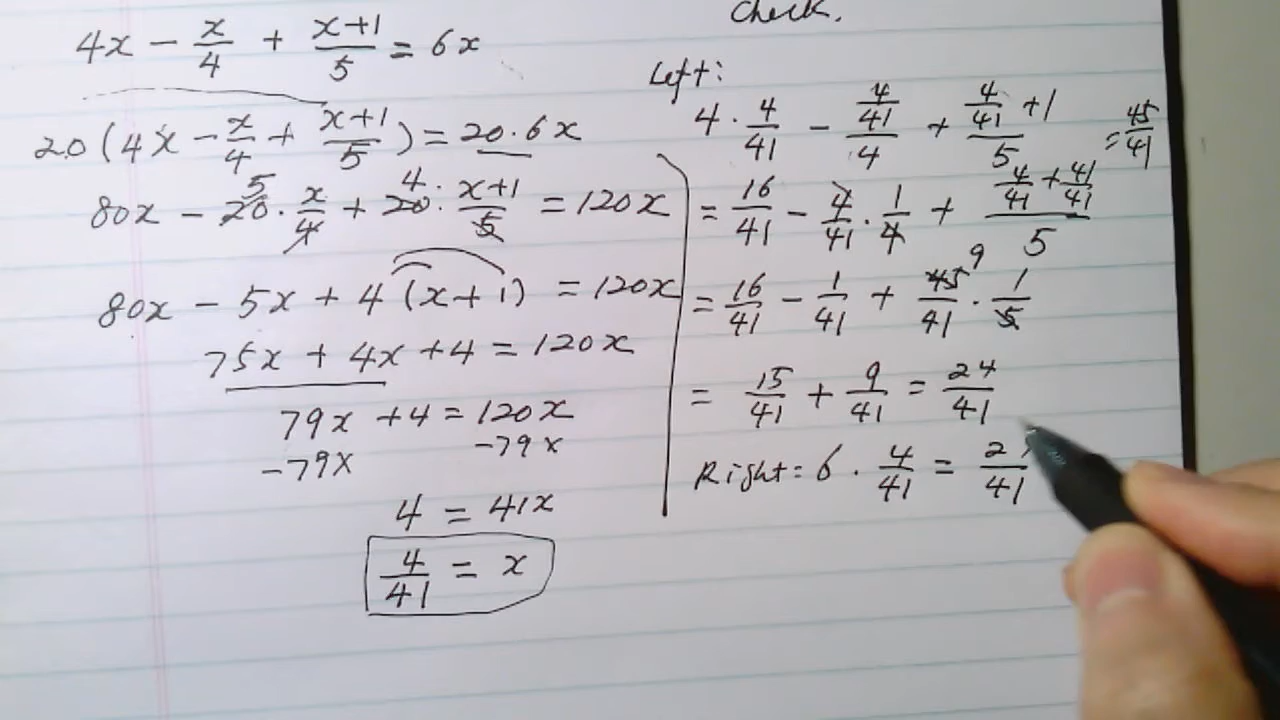 4x - x/4 + (x+1)/5 = 6x
20(4x - x/4 + (x+1)/5) = 20·6x
80x - 20·x/4 + 20·(x+1)/5 = 120x
5 4
80x - 5x + 4(x+1) = 120x
75x + 4x + 4 = 120x
79x + 4 = 120x
-79x -79x
4 = 41x
4/41 = x
Check.
Left:
4·4/41 - (4/41)/4 + (4/41 + 1)/5
= 45/41
= 16/41 - 4/41·1/4 + (4/41 + 41/41)/5
= 16/41 - 1/41 + 45/41·1/5
9
= 15/41 + 9/41 = 24/41
Right = 6·4/41 = 2/41